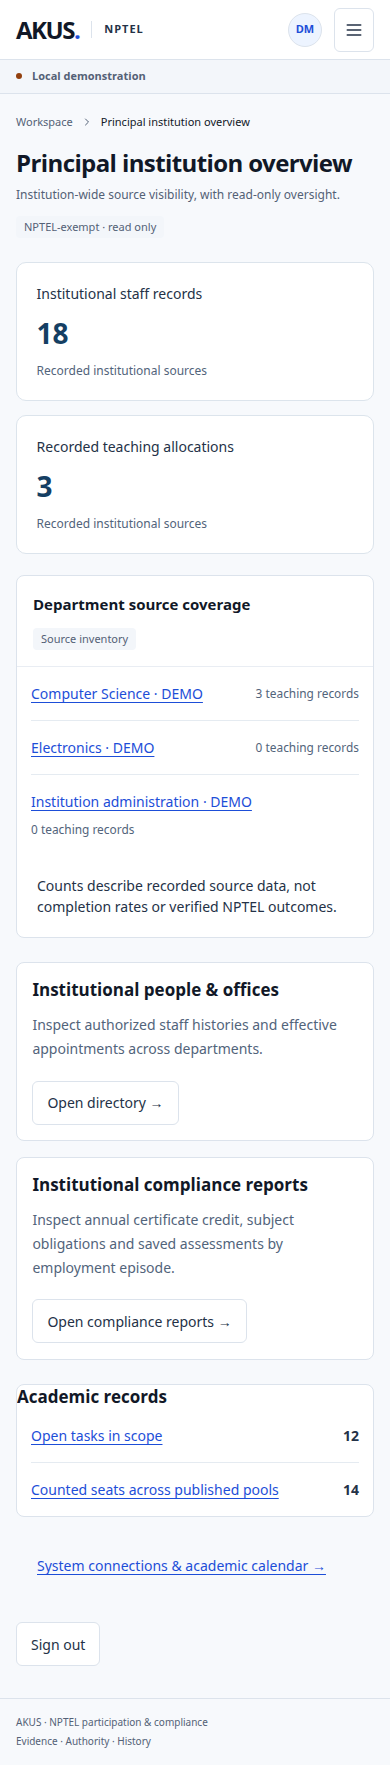 AKUS. NPTEL DM
Local demonstration
Workspace > Principal institution overview
Principal institution overview
Institution-wide source visibility, with read-only oversight.
NPTEL-exempt · read only
Institutional staff records
18
Recorded institutional sources
Recorded teaching allocations
3
Recorded institutional sources
Department source coverage
Source inventory
Computer Science · DEMO 3 teaching records
Electronics · DEMO 0 teaching records
Institution administration · DEMO
0 teaching records
Counts describe recorded source data, not
completion rates or verified NPTEL outcomes.
Institutional people & offices
Inspect authorized staff histories and effective
appointments across departments.
Open directory →
Institutional compliance reports
Inspect annual certificate credit, subject
obligations and saved assessments by
employment episode.
Open compliance reports →
Academic records
Open tasks in scope 12
Counted seats across published pools 14
System connections & academic calendar →
Sign out
AKUS · NPTEL participation & compliance
Evidence · Authority · History